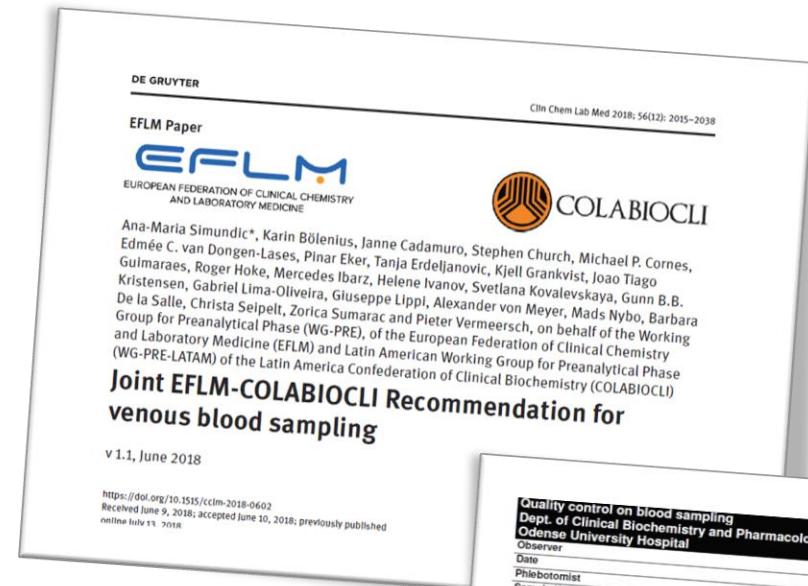 DE GRUYTER
Clin Chem Lab Med 2018; 56(12): 2015–2038
EFLM Paper
EFLM
EUROPEAN FEDERATION OF CLINICAL CHEMISTRY
AND LABORATORY MEDICINE
COLABIOCLI
Ana-Maria Simundic*, Karin Bölenius, Janne Cadamuro, Stephen Church, Michael P. Cornes,
Edmée C. van Dongen-Lases, Pinar Eker, Tanja Erdeljanovic, Kjell Grankvist, Joao Tiago
Guimaraes, Roger Hoke, Mercedes Ibarz, Helene Ivanov, Svetlana Kovalevskaya, Gunn B.B.
Kristensen, Gabriel Lima-Oliveira, Giuseppe Lippi, Alexander von Meyer, Mads Nybo, Barbara
De la Salle, Christa Seipelt, Zorica Sumarac and Pieter Vermeersch, on behalf of the Working
Group for Preanalytical Phase (WG-PRE), of the European Federation of Clinical Chemistry
and Laboratory Medicine (EFLM) and Latin American Working Group for Preanalytical Phase
(WG-PRE-LATAM) of the Latin America Confederation of Clinical Biochemistry (COLABIOCLI)
Joint EFLM-COLABIOCLI Recommendation for
venous blood sampling
v 1.1, June 2018
https://doi.org/10.1515/cclm-2018-0602
Received June 9, 2018; accepted June 10, 2018; previously published
online July 13, 2018
Quality control on blood sampling
Dept. of Clinical Biochemistry and Pharmacolo
Odense University Hospital
Observer
Date
Phlebotomist